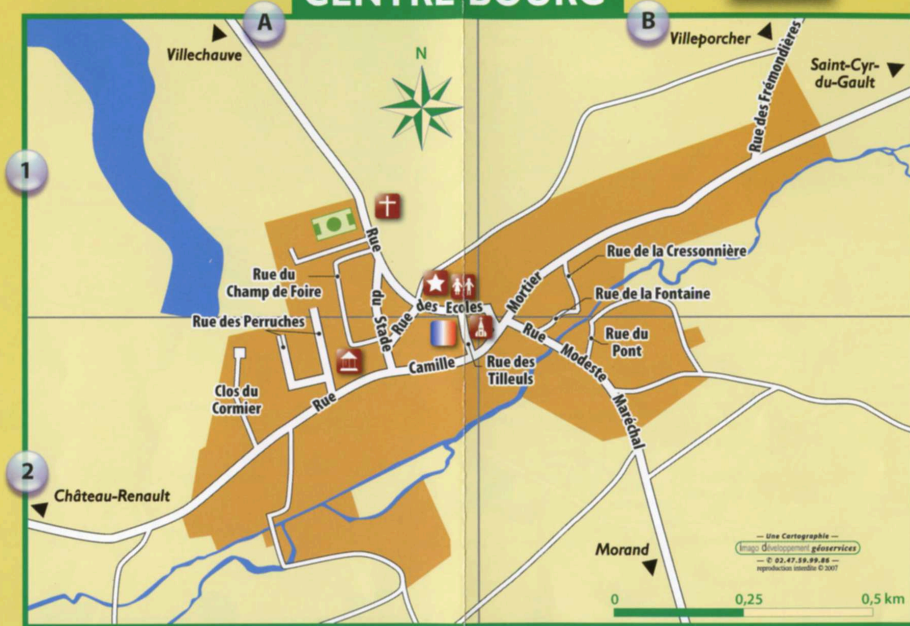 CENTRE BOURG
A
B
Villechauve
Villeporcher
Saint-Cyr-
du-Gault
N
Rue des Frémondières
1
Rue
du Stade
Rue de la Cressonnière
Rue du
Champ de Foire
Mortier
Rue des Ecoles
Rue de la Fontaine
Rue des Perruches
Rue du
Pont
Rue Modeste Maréchal
Camille
Rue des
Tilleuls
Clos du
Cormier
Rue
2
Château-Renault
Morand
— Une Cartographie —
Imago développement géoservices
— © 02.47.59.99.86 —
reproduction interdite © 2007
0
0,25
0,5 km